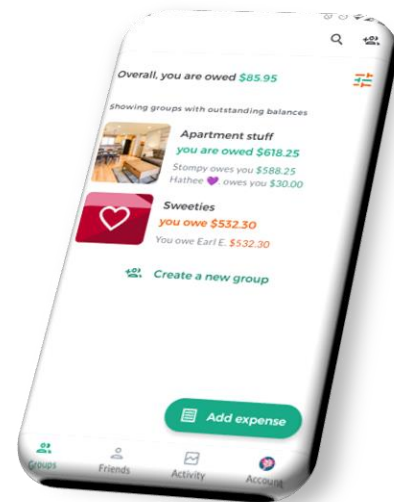 Overall, you are owed $85.95
Showing groups with outstanding balances
Apartment stuff
you are owed $618.25
Stompy owes you $588.25
Hathee 💜 owes you $30.00
Sweeties
you owe $532.30
You owe Earl E. $532.30
Create a new group
Add expense
Groups
Friends
Activity
Account